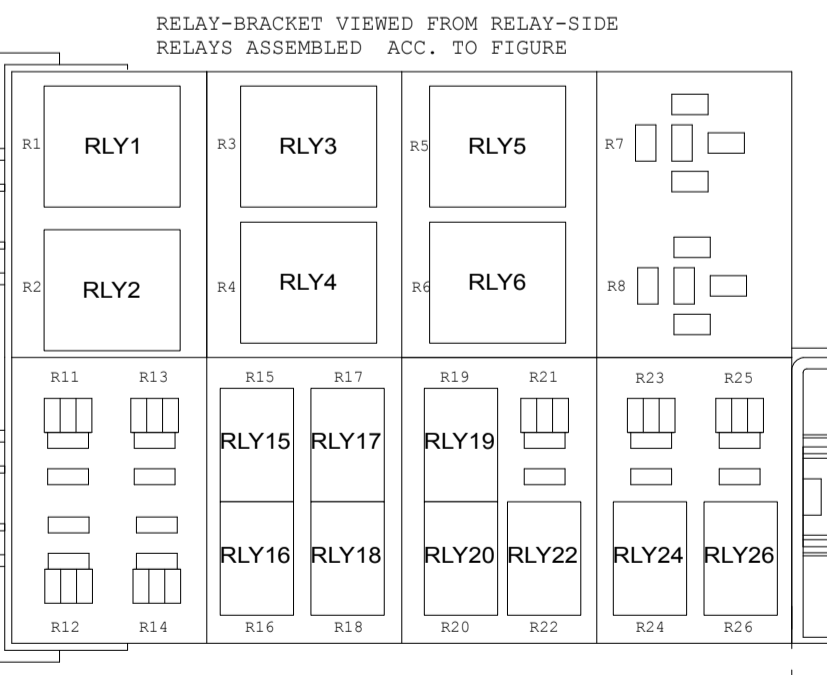 RELAY-BRACKET VIEWED FROM RELAY-SIDE
RELAYS ASSEMBLED ACC. TO FIGURE
R1 RLY1 R3 RLY3 R5 RLY5 R7
R2 RLY2 R4 RLY4 R6 RLY6 R8
R11 R13 R15 R17 R19 R21 R23 R25
RLY15 RLY17 RLY19
RLY16 RLY18 RLY20 RLY22 RLY24 RLY26
R12 R14 R16 R18 R20 R22 R24 R26